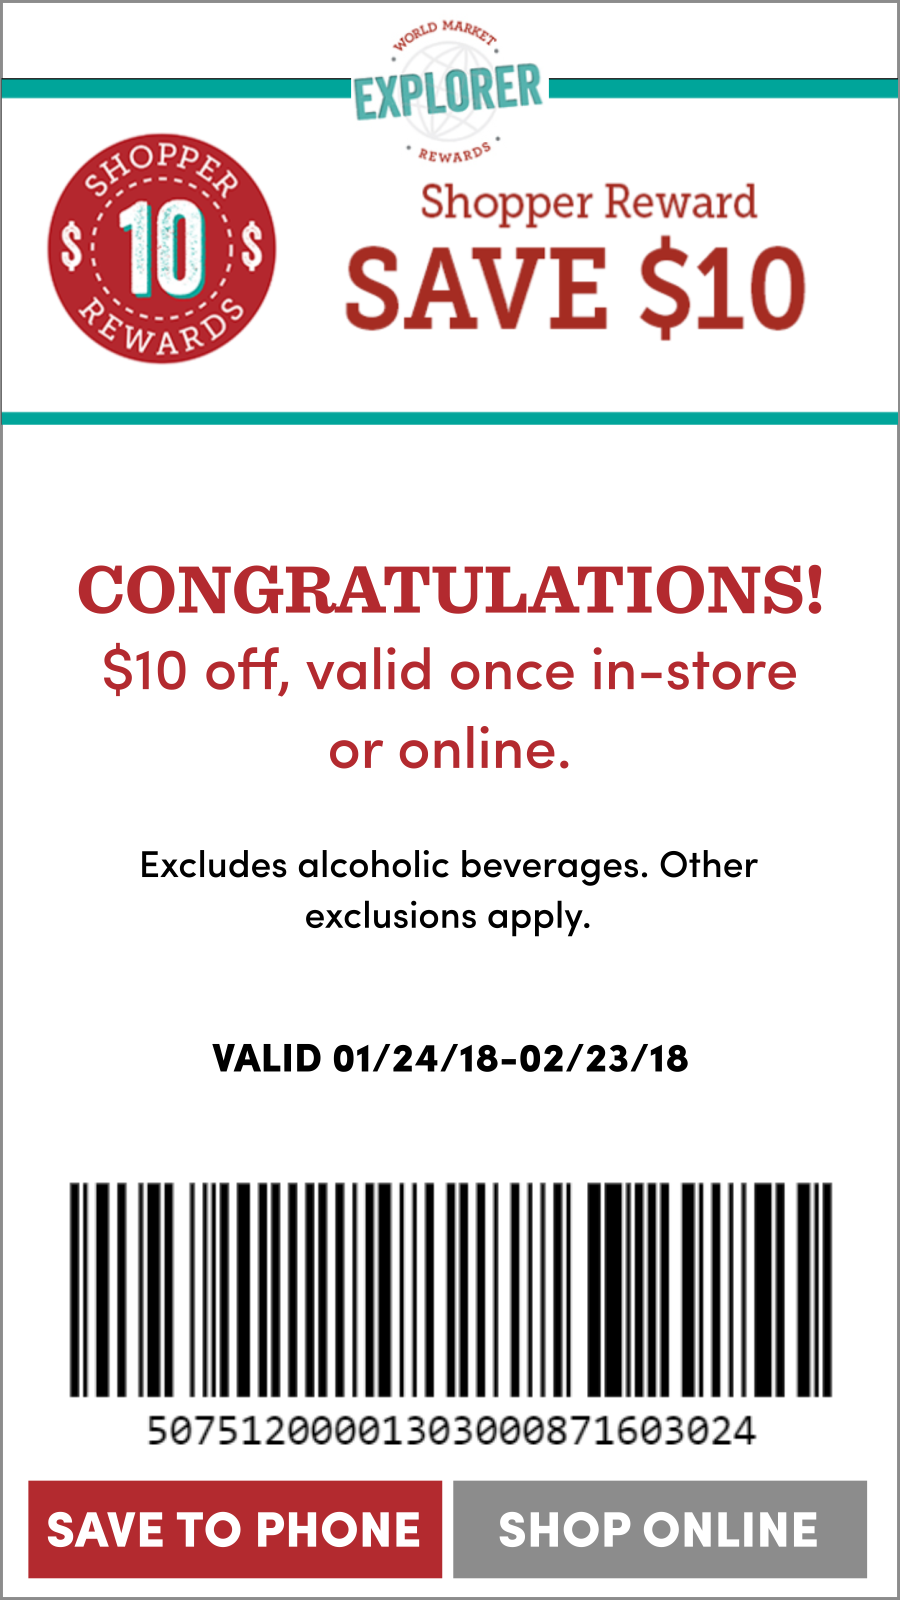 WORLD MARKET
EXPLORER
REWARDS
SHOPPER
$ 10 $
REWARDS
Shopper Reward
SAVE $10
CONGRATULATIONS!
$10 off, valid once in-store
or online.
Excludes alcoholic beverages. Other
exclusions apply.
VALID 01/24/18-02/23/18
50751200001303000871603024
SAVE TO PHONE
SHOP ONLINE